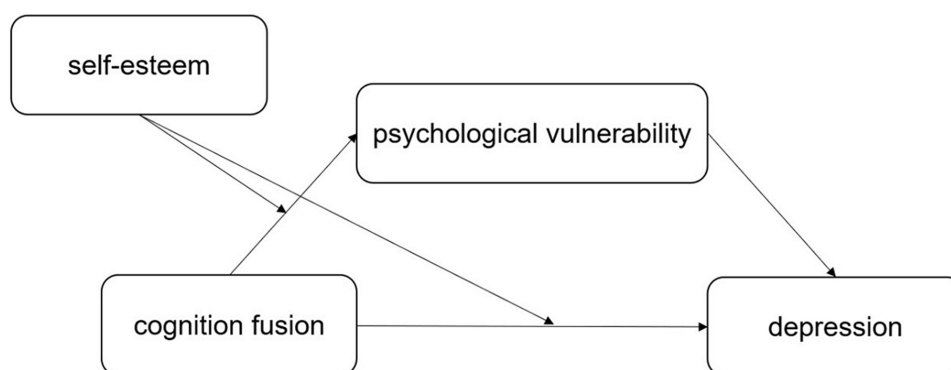 self-esteem
psychological vulnerability
cognition fusion
depression